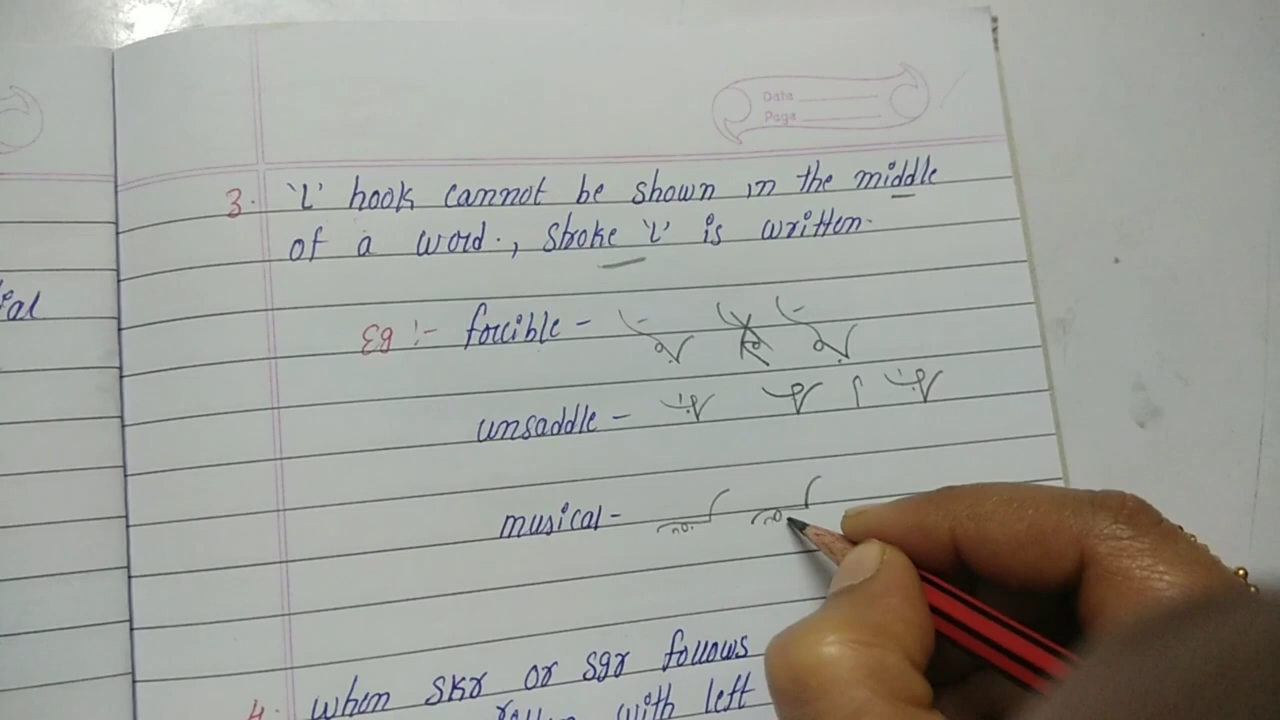 Date
Page
3. 'L' hook cannot be shown in the middle
of a word., stroke 'L' is written.
fal
Eg :- forcible -
unsaddle -
musical -
4. When skr or sgr follows
with left